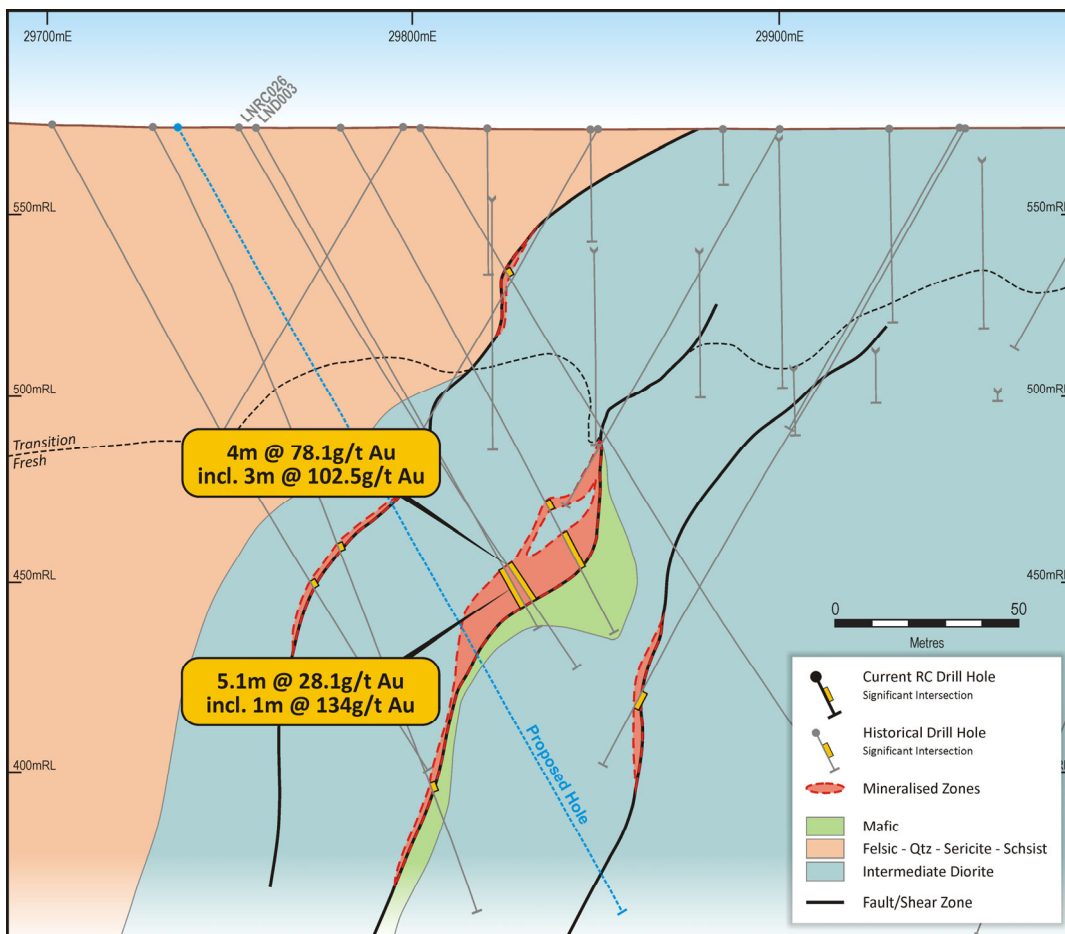 29700mE
29800mE
29900mE
LNRC026
LND003
550mRL
550mRL
500mRL
500mRL
Transition
Fresh
4m @ 78.1g/t Au
incl. 3m @ 102.5g/t Au
450mRL
450mRL
0
50
Metres
5.1m @ 28.1g/t Au
incl. 1m @ 134g/t Au
Proposed Hole
400mRL
Current RC Drill Hole
Significant Intersection
Historical Drill Hole
Significant Intersection
Mineralised Zones
Mafic
Felsic - Qtz - Sericite - Schsist
Intermediate Diorite
Fault/Shear Zone